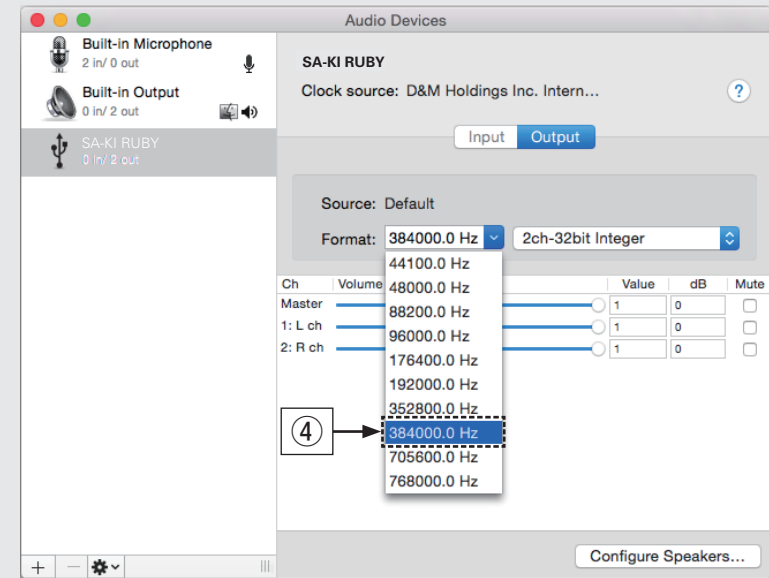 Audio Devices
Built-in Microphone
2 in/ 0 out
Built-in Output
0 in/ 2 out
SA-KI RUBY
0 in/ 2 out
SA-KI RUBY
Clock source: D&M Holdings Inc. Intern...
?
Input Output
Source: Default
Format: 384000.0 Hz 2ch-32bit Integer
44100.0 Hz
48000.0 Hz
88200.0 Hz
96000.0 Hz
176400.0 Hz
192000.0 Hz
352800.0 Hz
384000.0 Hz
705600.0 Hz
768000.0 Hz
Ch Volume Value dB Mute
Master 1 0
1: L ch 1 0
2: R ch 1 0
④
Configure Speakers...